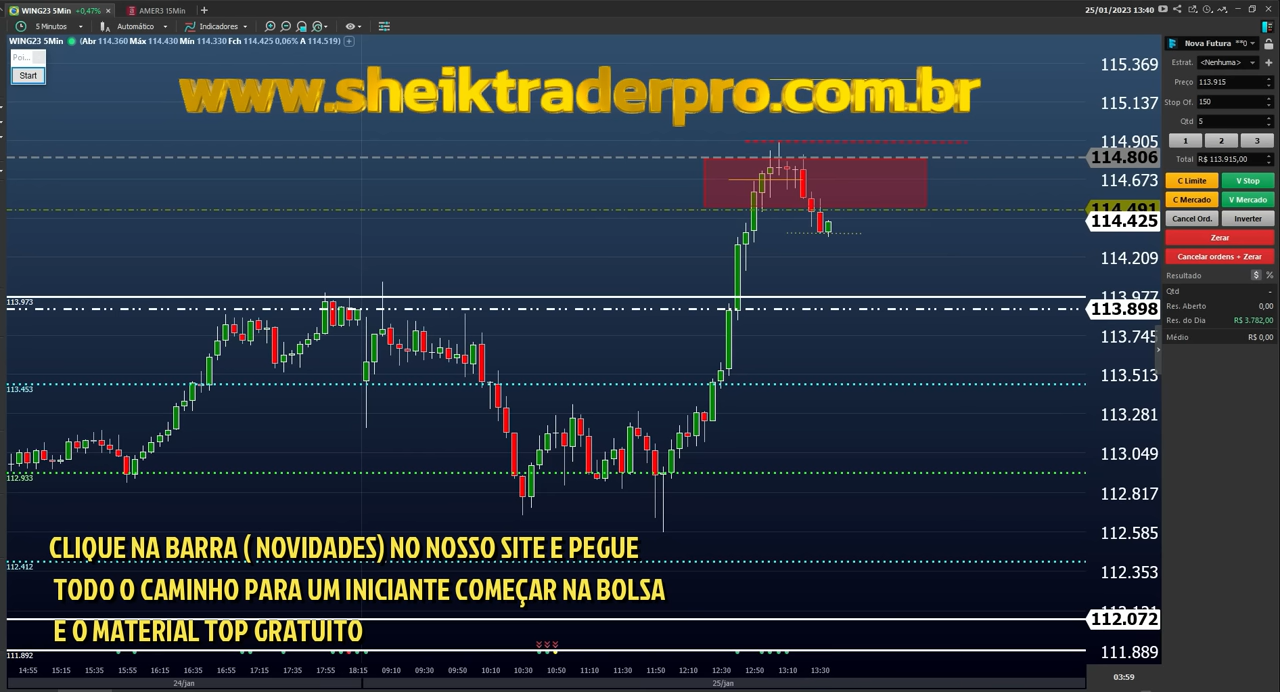 WING23 5Min +0,47% ×
AMER3 15Min
+
25/01/2023 13:40
5 Minutos
Automático
Indicadores
WING23 5Min (Abr 114.360 Máx 114.430 Mín 114.330 Fch 114.425 0,06% A 114.519)
Poi...
Start
www.sheiktraderpro.com.br
115.369
115.137
114.905
114.806
114.673
114.491
114.425
114.209
113.977
113.898
113.745
113.513
113.281
113.049
112.817
112.585
112.353
112.072
111.889
113.973
113.453
112.933
112.412
111.892
CLIQUE NA BARRA ( NOVIDADES) NO NOSSO SITE E PEGUE
TODO O CAMINHO PARA UM INICIANTE COMEÇAR NA BOLSA
E O MATERIAL TOP GRATUITO
14:55 15:15 15:35 15:55 16:15 16:35 16:55 17:15 17:35 17:55 18:15 09:10 09:30 09:50 10:10 10:30 10:50 11:10 11:30 11:50 12:10 12:30 12:50 13:10 13:30
24/jan
25/jan
03:59
Nova Futura **0
Estrat. <Nenhuma>
Preço 113.915
Stop Of. 150
Qtd 5
1 2 3
Total R$ 113.915,00
C Limite V Stop
C Mercado V Mercado
Cancel Ord. Inverter
Zerar
Cancelar ordens + Zerar
Resultado $ %
Qtd -
Res. Aberto 0,00
Res. do Dia R$ 3.782,00
Médio R$ 0,00